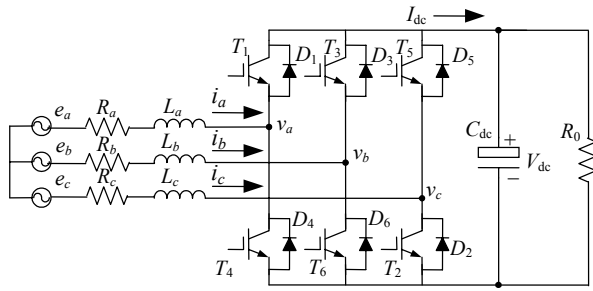 I_dc
T_1 D_1 T_3 D_3 T_5 D_5
e_a R_a L_a i_a v_a
e_b R_b L_b i_b v_b
e_c R_c L_c i_c v_c
C_dc + V_dc − R_0
T_4 D_4 T_6 D_6 T_2 D_2